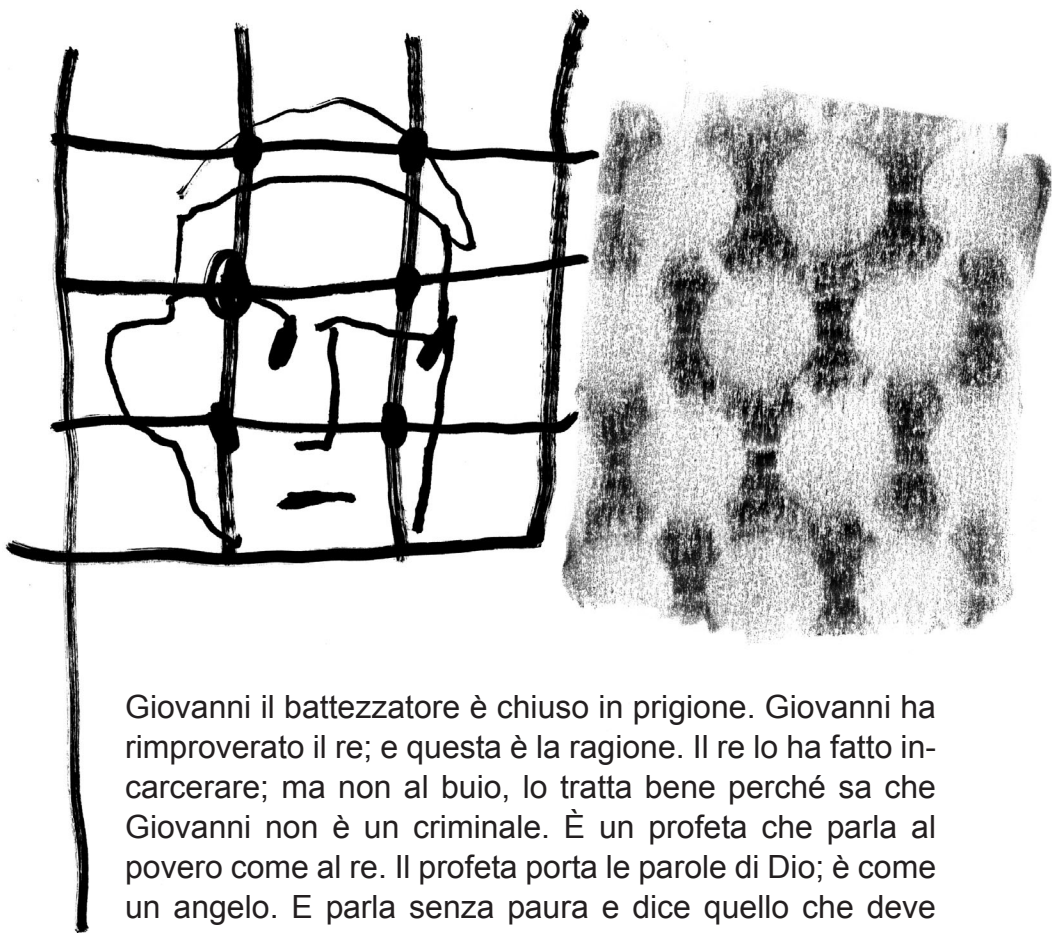 Giovanni il battezzatore è chiuso in prigione. Giovanni ha
rimproverato il re; e questa è la ragione. Il re lo ha fatto in-
carcerare; ma non al buio, lo tratta bene perché sa che
Giovanni non è un criminale. È un profeta che parla al
povero come al re. Il profeta porta le parole di Dio; è come
un angelo. E parla senza paura e dice quello che deve